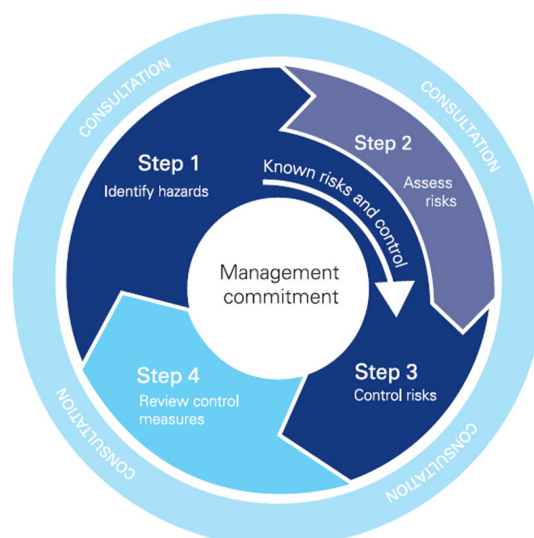 CONSULTATION
CONSULTATION
Step 1
Identify hazards
Step 2
Assess
risks
Known risks and control
Management
commitment
Step 3
Control risks
Step 4
Review control
measures
CONSULTATION
CONSULTATION